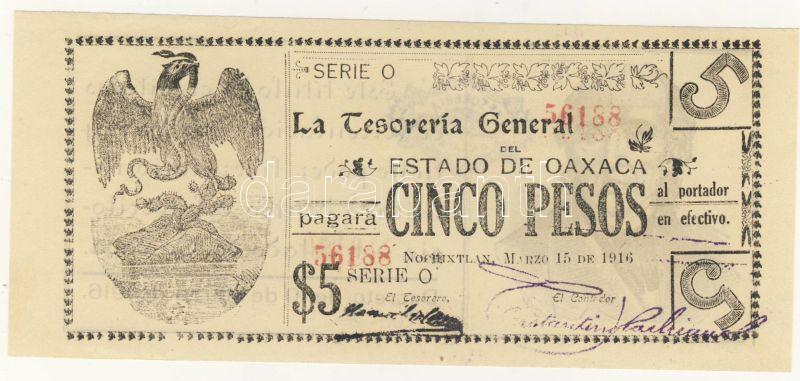 SERIE O
5
56188
La Tesorería General
DEL
ESTADO DE OAXACA
pagará CINCO PESOS al portador
en efectivo.
56188
NOCHIXTLAN, MARZO 15 DE 1916
$5 SERIE O
5
El Tesorero, El Contador
darabanth